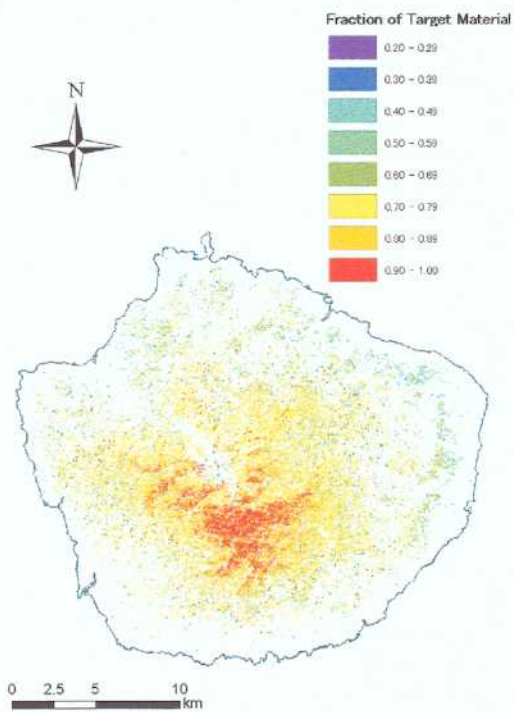 Fraction of Target Material
0.20 - 0.29
0.30 - 0.39
0.40 - 0.49
0.50 - 0.59
0.60 - 0.69
0.70 - 0.79
0.80 - 0.89
0.90 - 1.00
N
0 2.5 5 10
km